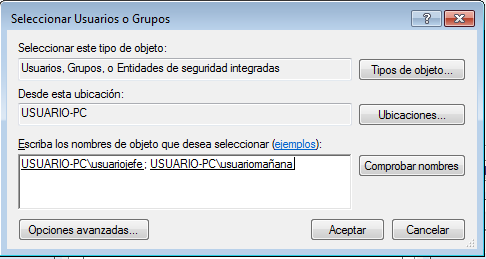 Seleccionar Usuarios o Grupos
Seleccionar este tipo de objeto:
Usuarios, Grupos, o Entidades de seguridad integradas
Tipos de objeto...
Desde esta ubicación:
USUARIO-PC
Ubicaciones...
Escriba los nombres de objeto que desea seleccionar (ejemplos):
USUARIO-PC\usuariojefe; USUARIO-PC\usuariomañana
Comprobar nombres
Opciones avanzadas...
Aceptar
Cancelar